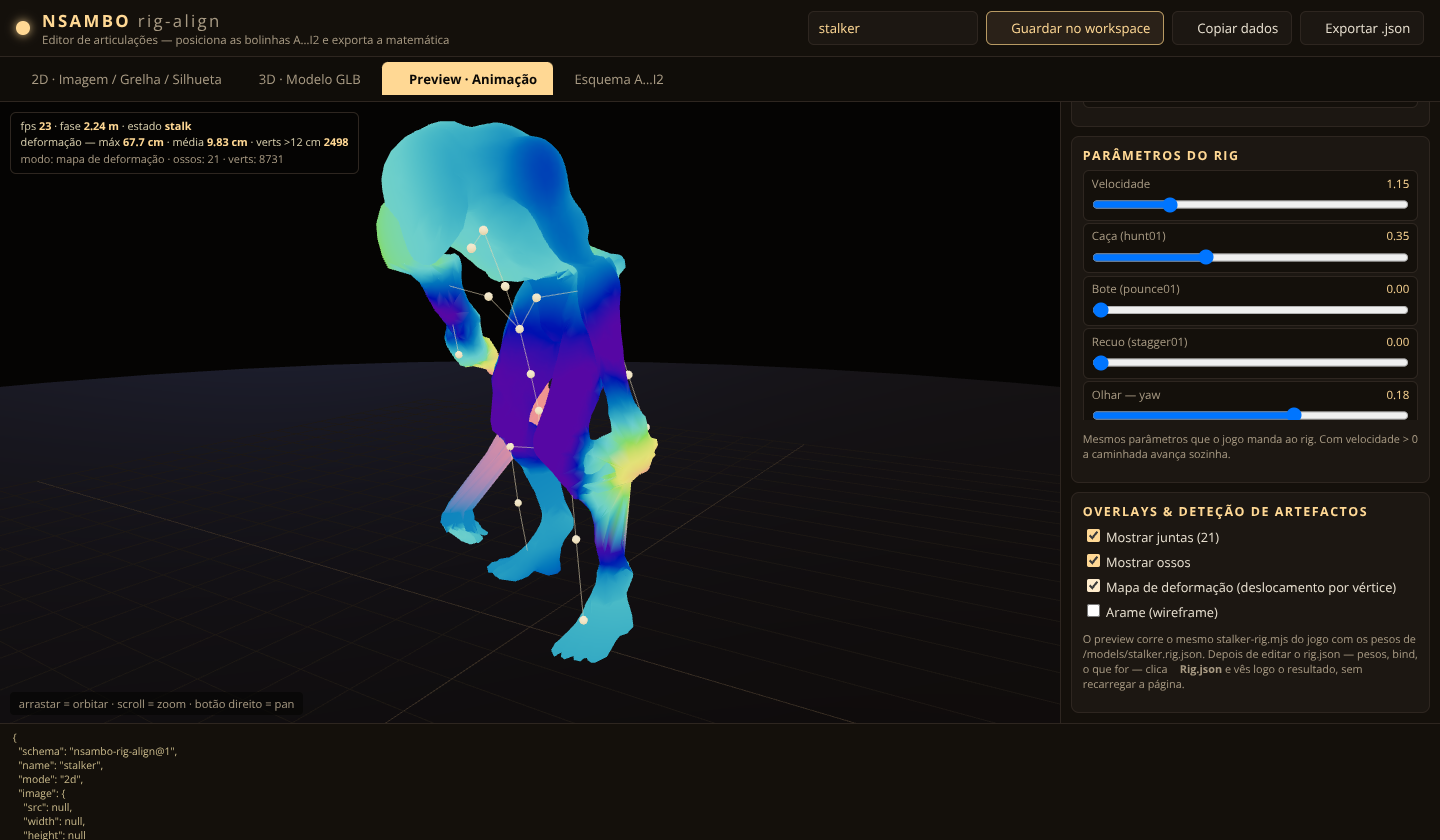 NSAMBO rig-align
Editor de articulações — posiciona as bolinhas A…I2 e exporta a matemática
stalker
Guardar no workspace
Copiar dados
Exportar .json
2D · Imagem / Grelha / Silhueta
3D · Modelo GLB
Preview · Animação
Esquema A…I2
fps 23 · fase 2.24 m · estado stalk
deformação — máx 67.7 cm · média 9.83 cm · verts >12 cm 2498
modo: mapa de deformação · ossos: 21 · verts: 8731
arrastar = orbitar · scroll = zoom · botão direito = pan
PARÂMETROS DO RIG
Velocidade 1.15
Caça (hunt01) 0.35
Bote (pounce01) 0.00
Recuo (stagger01) 0.00
Olhar — yaw 0.18
Mesmos parâmetros que o jogo manda ao rig. Com velocidade > 0
a caminhada avança sozinha.
OVERLAYS & DETEÇÃO DE ARTEFACTOS
Mostrar juntas (21)
Mostrar ossos
Mapa de deformação (deslocamento por vértice)
Arame (wireframe)
O preview corre o mesmo stalker-rig.mjs do jogo com os pesos de
/models/stalker.rig.json. Depois de editar o rig.json — pesos, bind,
o que for — clica Rig.json e vês logo o resultado, sem
recarregar a página.
{
"schema": "nsambo-rig-align@1",
"name": "stalker",
"mode": "2d",
"image": {
"src": null,
"width": null,
"height": null